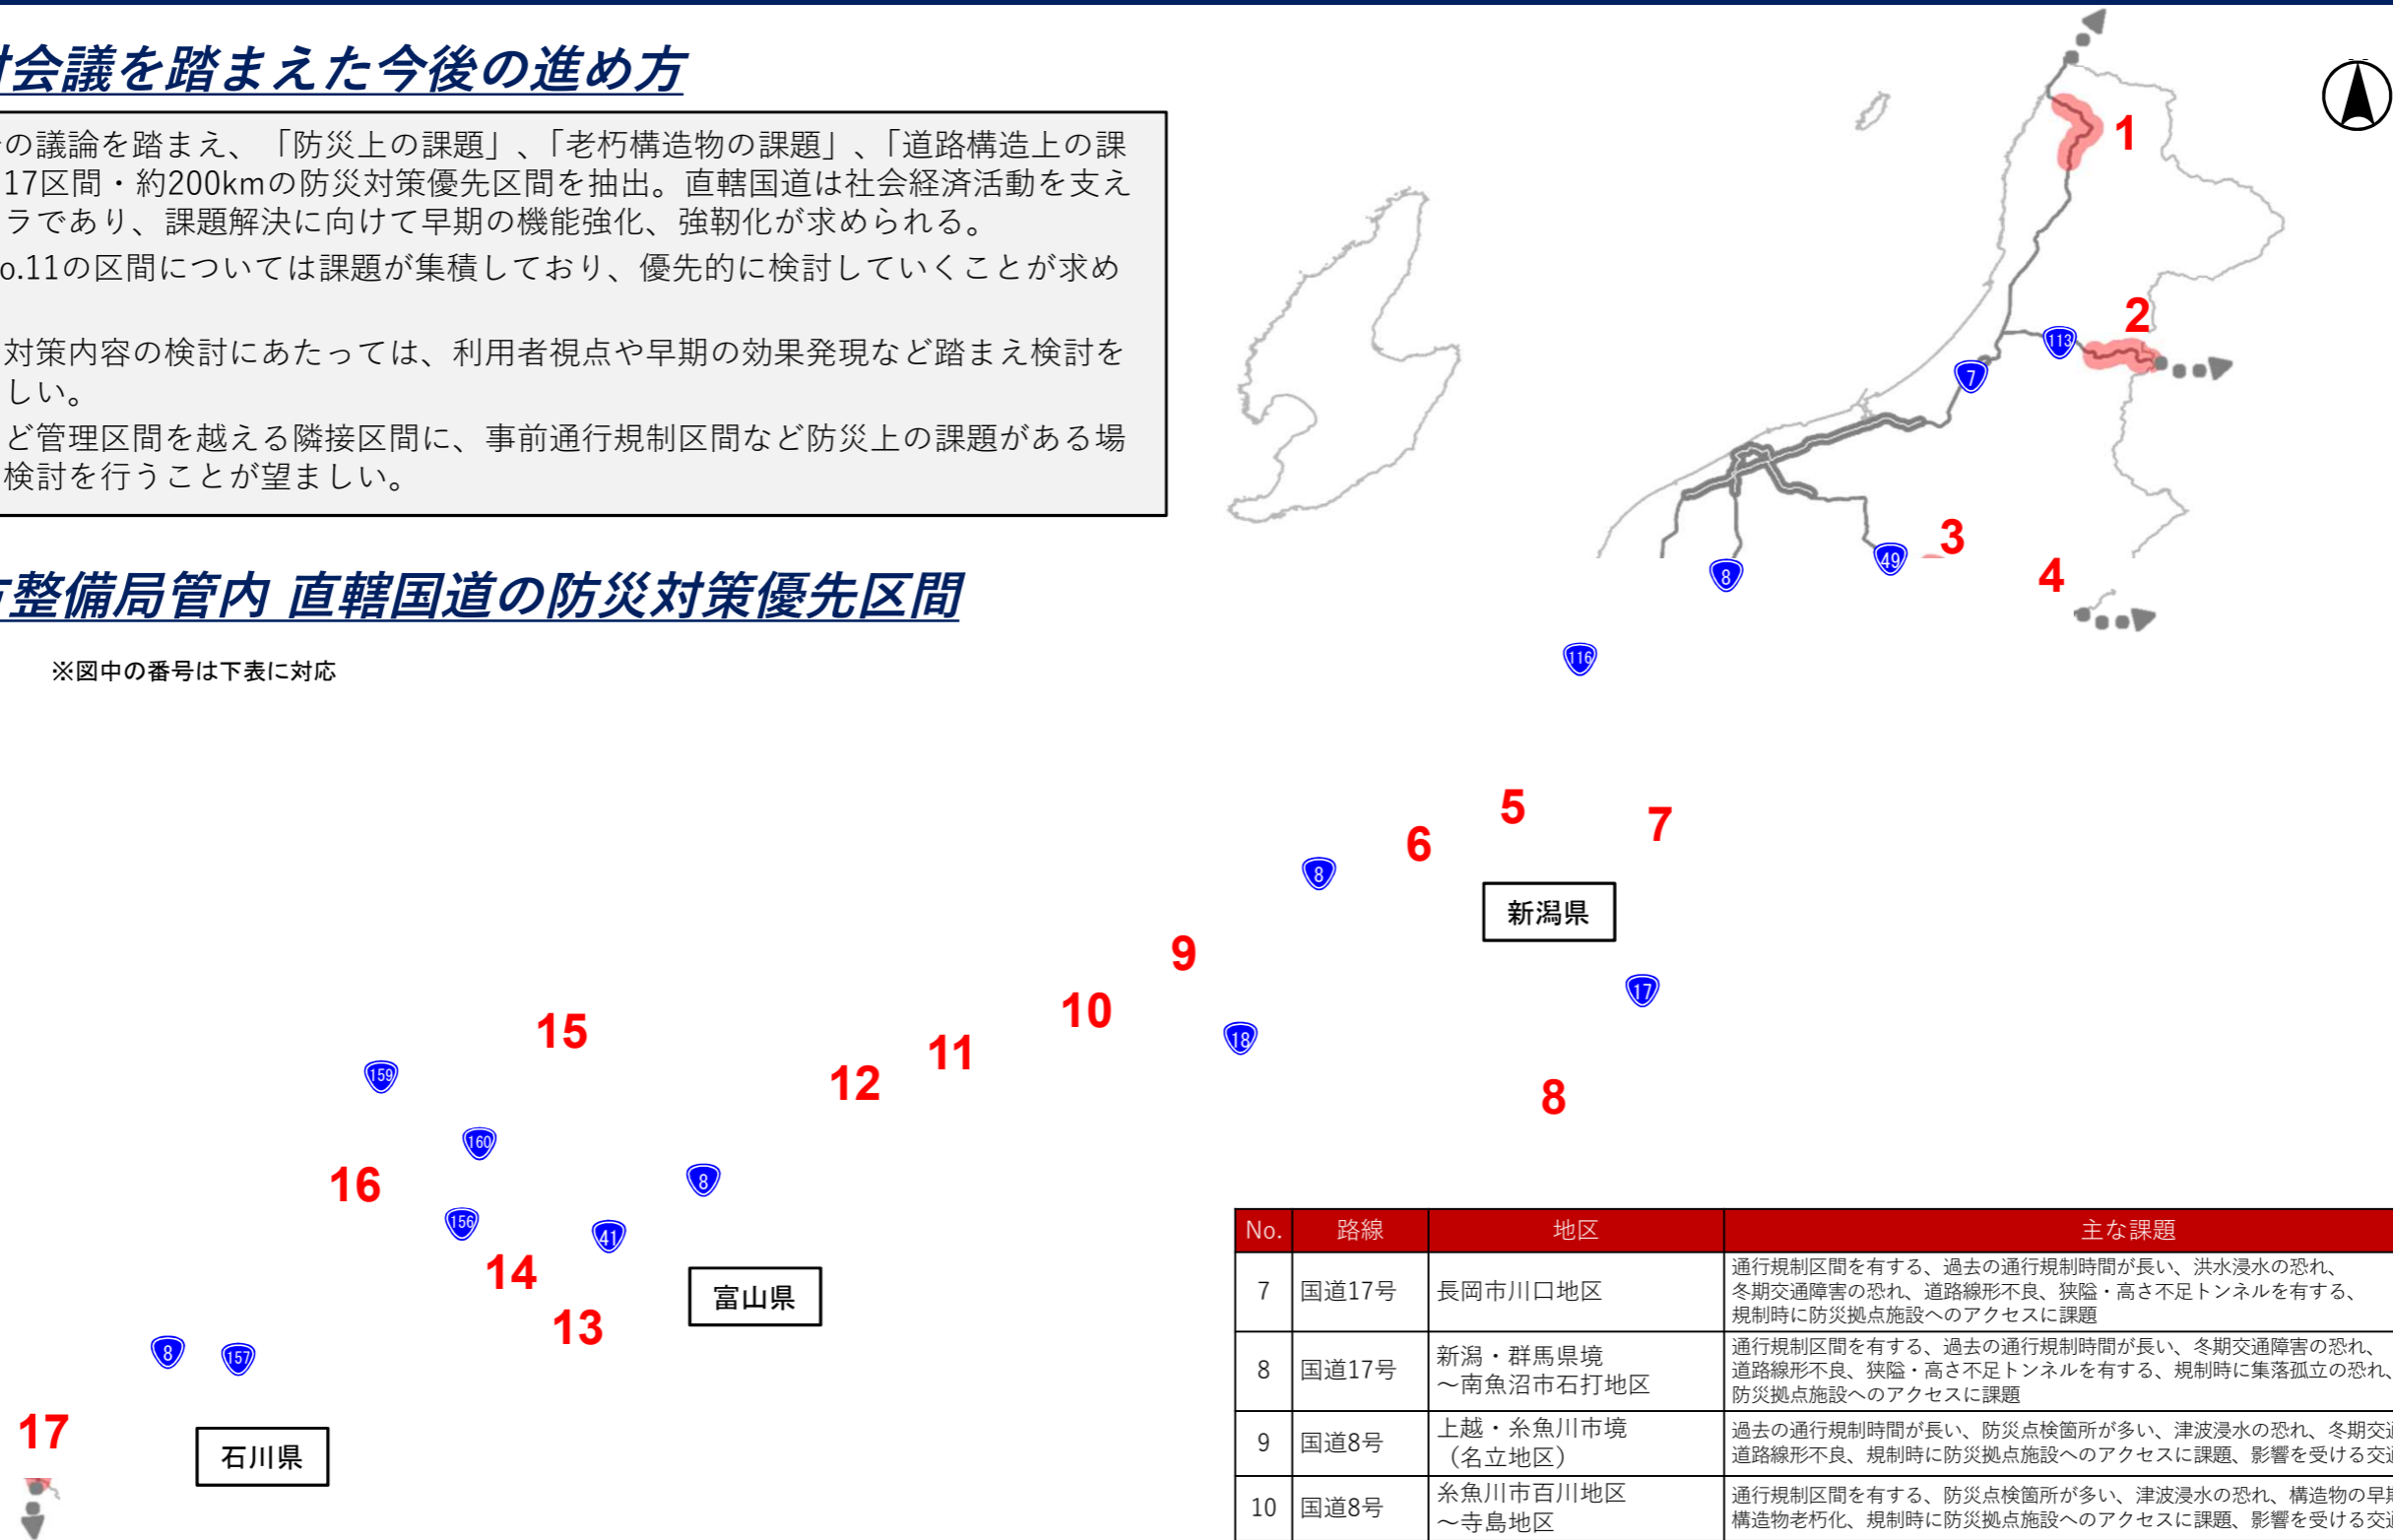 会議を踏まえた今後の進め方
の議論を踏まえ、「防災上の課題」、「老朽構造物の課題」、「道路構造上の課
17区間・約200kmの防災対策優先区間を抽出。直轄国道は社会経済活動を支え
ラであり、課題解決に向けて早期の機能強化、強靭化が求められる。
o.11の区間については課題が集積しており、優先的に検討していくことが求め
対策内容の検討にあたっては、利用者視点や早期の効果発現など踏まえ検討を
しい。
ど管理区間を越える隣接区間に、事前通行規制区間など防災上の課題がある場
検討を行うことが望ましい。
整備局管内 直轄国道の防災対策優先区間
※図中の番号は下表に対応
1
2
113
7
3
49
8
4
116
5
7
6
8
新潟県
9
17
10
15
18
11
159
12
8
160
16
8
156
41
14
富山県
13
8
157
17
石川県
No. 路線 地区 主な課題
7 国道17号 長岡市川口地区
通行規制区間を有する、過去の通行規制時間が長い、洪水浸水の恐れ、
冬期交通障害の恐れ、道路線形不良、狭隘・高さ不足トンネルを有する、
規制時に防災拠点施設へのアクセスに課題
8 国道17号 新潟・群馬県境
～南魚沼市石打地区
通行規制区間を有する、過去の通行規制時間が長い、冬期交通障害の恐れ、
道路線形不良、狭隘・高さ不足トンネルを有する、規制時に集落孤立の恐れ、
防災拠点施設へのアクセスに課題
9 国道8号 上越・糸魚川市境
（名立地区）
過去の通行規制時間が長い、防災点検箇所が多い、津波浸水の恐れ、冬期交通
道路線形不良、規制時に防災拠点施設へのアクセスに課題、影響を受ける交通
10 国道8号 糸魚川市百川地区
～寺島地区
通行規制区間を有する、防災点検箇所が多い、津波浸水の恐れ、構造物の早期
構造物老朽化、規制時に防災拠点施設へのアクセスに課題、影響を受ける交通